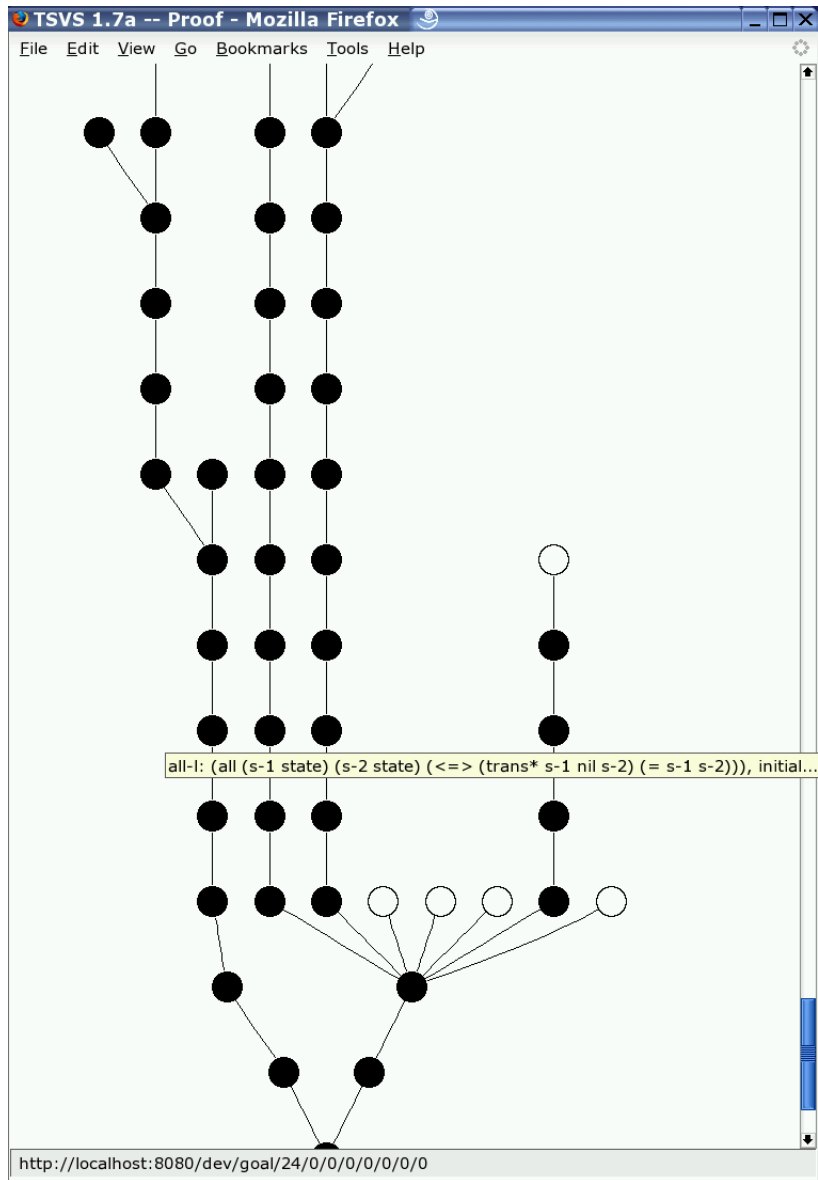 TSVS 1.7a -- Proof - Mozilla Firefox
File Edit View Go Bookmarks Tools Help
all-l: (all (s-1 state) (s-2 state) (<=> (trans* s-1 nil s-2) (= s-1 s-2))), initial...
http://localhost:8080/dev/goal/24/0/0/0/0/0/0/0